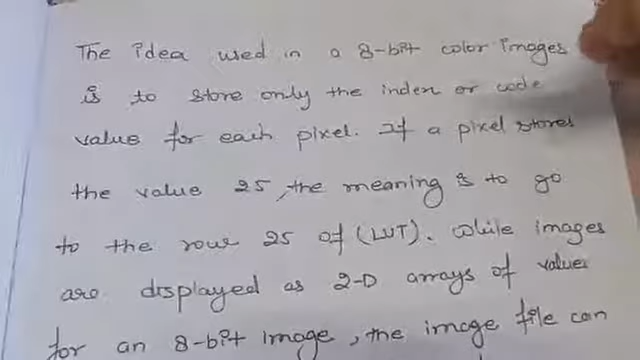 The idea used in a 8-bit color images
is to store only the index or code
value for each pixel. If a pixel stores
the value 25, the meaning is to go
to the row 25 of (LUT). While images
are displayed as 2-D arrays of values
for an 8-bit image, the image file can